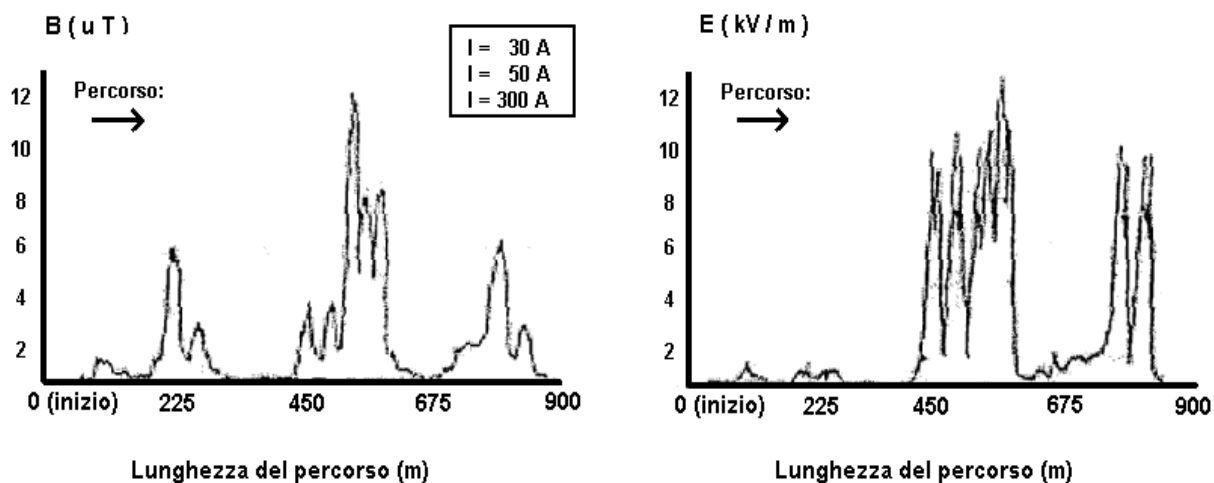 B ( u T )
I = 30 A
I = 50 A
I = 300 A
Percorso:
12
10
8
6
4
2
0 (inizio) 225 450 675 900
Lunghezza del percorso (m)
E ( kV / m )
Percorso:
12
10
8
6
4
2
0 (inizio) 225 450 675 900
Lunghezza del percorso (m)